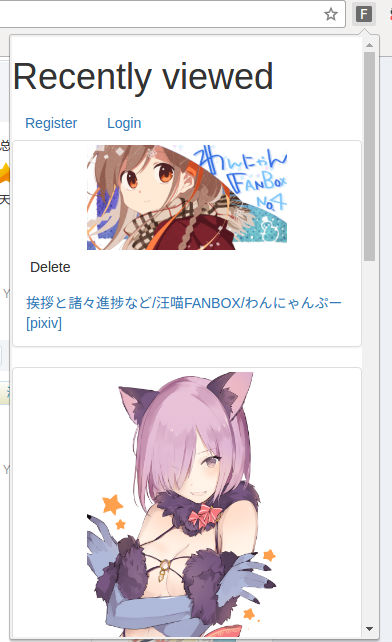 F
Recently viewed
Register Login
わんにゃん
FANBOX
No.4
Delete
挨拶と諸々進捗など/汪喵FANBOX/わんにゃんぷー
[pixiv]
总
天
Y
Y